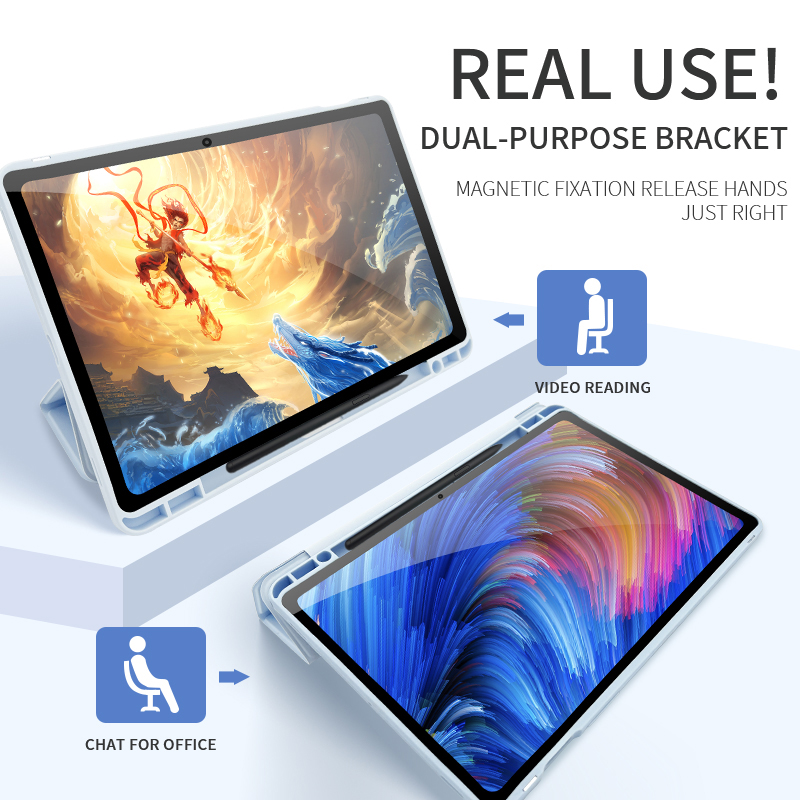 REAL USE!
DUAL-PURPOSE BRACKET
MAGNETIC FIXATION RELEASE HANDS
JUST RIGHT
VIDEO READING
CHAT FOR OFFICE